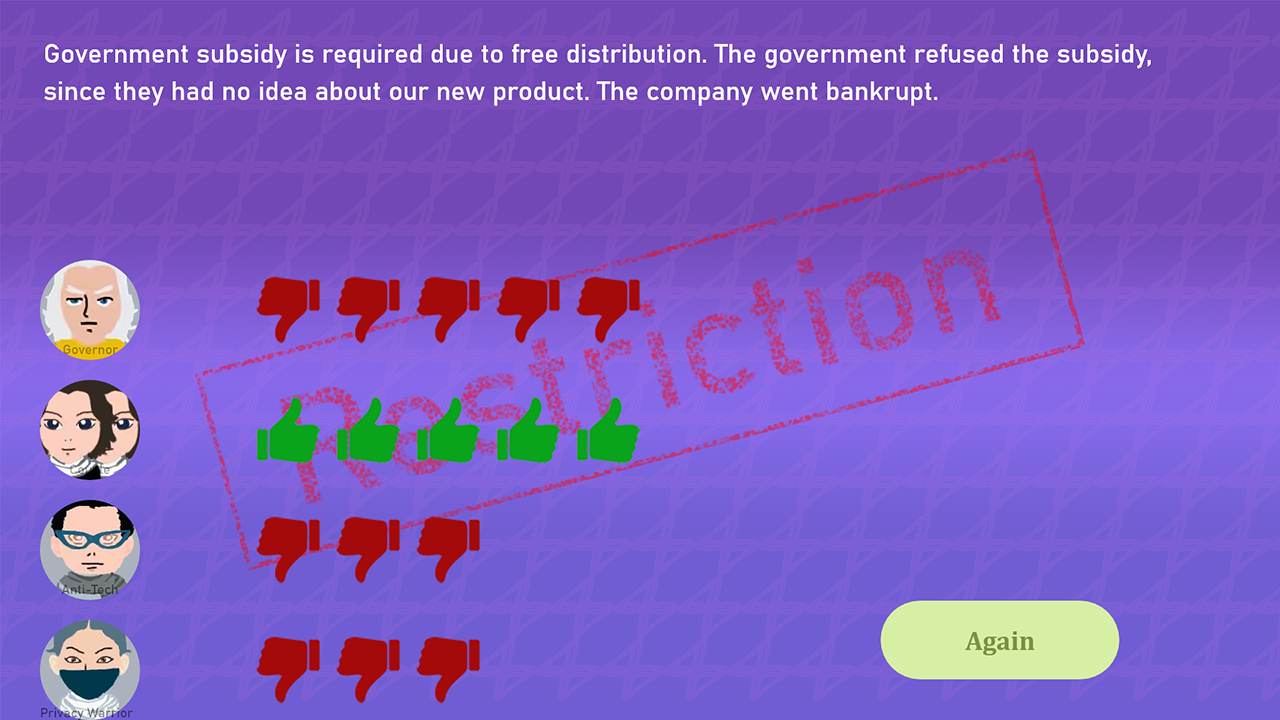 Government subsidy is required due to free distribution. The government refused the subsidy,
since they had no idea about our new product. The company went bankrupt.
Restriction
Governor
Anti-Tech
Again
Privacy Warrior